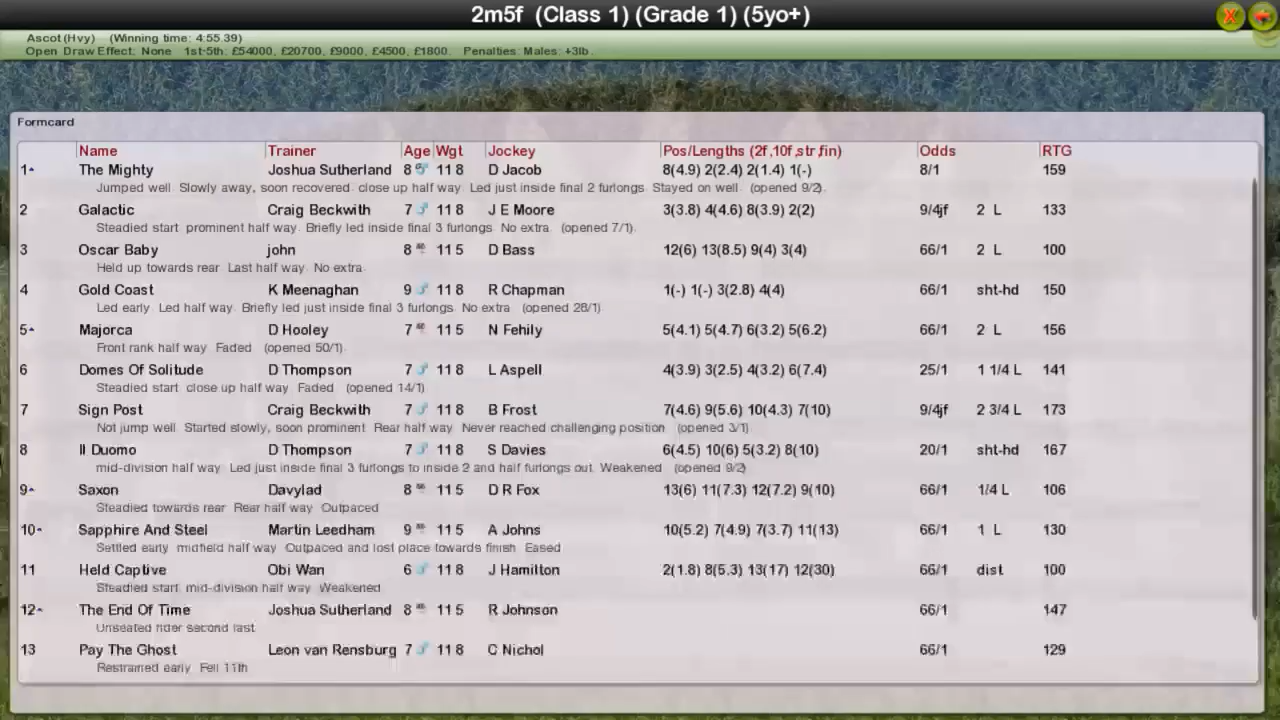 2m5f (Class 1) (Grade 1) (5yo+)
Ascot (Hvy) (Winning time: 4:55.39)
Open Draw Effect: None 1st-5th: £54000, £20700, £9000, £4500, £1800. Penalties: Males: +3lb.
Formcard
Name Trainer Age Wgt Jockey Pos/Lengths (2f,10f,str,fin) Odds RTG
1 The Mighty Joshua Sutherland 8 11 8 D Jacob 8(4.9) 2(2.4) 2(1.4) 1(-) 8/1 159
Jumped well Slowly away, soon recovered close up half way Led just inside final 2 furlongs. Stayed on well (opened 9/2)
2 Galactic Craig Beckwith 7 11 8 J E Moore 3(3.8) 4(4.6) 8(3.9) 2(2) 9/4jf 2 L 133
Steadied start prominent half way Briefly led inside final 3 furlongs No extra (opened 7/1)
3 Oscar Baby john 8 11 5 D Bass 12(6) 13(8.5) 9(4) 3(4) 66/1 2 L 100
Held up towards rear Last half way No extra
4 Gold Coast K Meenaghan 9 11 8 R Chapman 1(-) 1(-) 3(2.8) 4(4) 66/1 sht-hd 150
Led early Led half way Briefly led just inside final 3 furlongs. No extra (opened 28/1)
5 Majorca D Hooley 7 11 5 N Fehily 5(4.1) 5(4.7) 6(3.2) 5(6.2) 66/1 2 L 156
Front rank half way Faded (opened 50/1)
6 Domes Of Solitude D Thompson 7 11 8 L Aspell 4(3.9) 3(2.5) 4(3.2) 6(7.4) 25/1 1 1/4 L 141
Steadied start close up half way Faded (opened 14/1)
7 Sign Post Craig Beckwith 7 11 8 B Frost 7(4.6) 9(5.6) 10(4.3) 7(10) 9/4jf 2 3/4 L 173
Not jump well Started slowly, soon prominent Rear half way Never reached challenging position (opened 3/1)
8 Il Duomo D Thompson 7 11 8 S Davies 6(4.5) 10(6) 5(3.2) 8(10) 20/1 sht-hd 167
mid-division half way Led just inside final 3 furlongs to inside 2 and half furlongs out. Weakened (opened 9/2)
9 Saxon Davylad 8 11 5 D R Fox 13(6) 11(7.3) 12(7.2) 9(10) 66/1 1/4 L 106
Steadied towards rear Rear half way Outpaced
10 Sapphire And Steel Martin Leedham 9 11 5 A Johns 10(5.2) 7(4.9) 7(3.7) 11(13) 66/1 1 L 130
Settled early midfield half way Outpaced and lost place towards finish Eased
11 Held Captive Obi Wan 6 11 8 J Hamilton 2(1.8) 8(5.3) 13(17) 12(30) 66/1 dist 100
Steadied start mid-division half way Weakened
12 The End Of Time Joshua Sutherland 8 11 5 R Johnson 66/1 147
Unseated rider second last
13 Pay The Ghost Leon van Rensburg 7 11 8 C Nichol 66/1 129
Restrained early Fell 11th